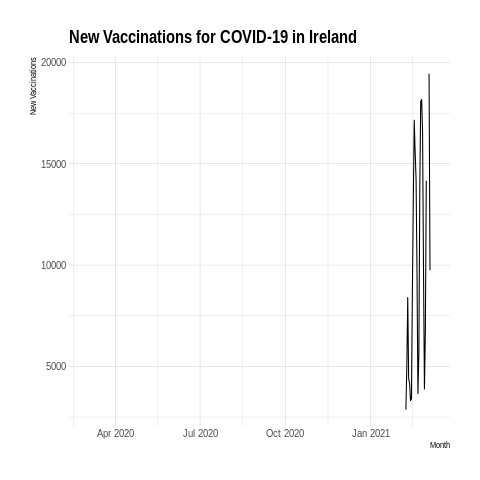 New Vaccinations for COVID-19 in Ireland
New Vaccinations
20000
15000
10000
5000
Apr 2020 Jul 2020 Oct 2020 Jan 2021
Month